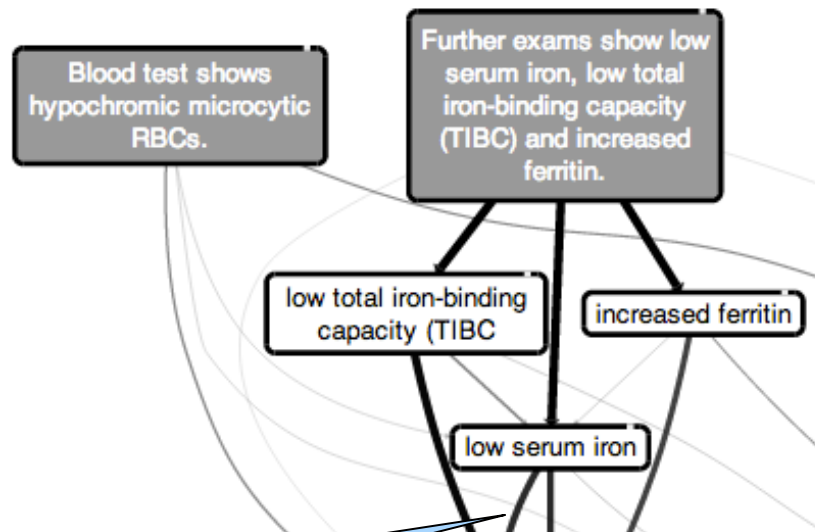 Blood test shows
hypochromic microcytic
RBCs.
Further exams show low
serum iron, low total
iron-binding capacity
(TIBC) and increased
ferritin.
low total iron-binding
capacity (TIBC
increased ferritin
low serum iron